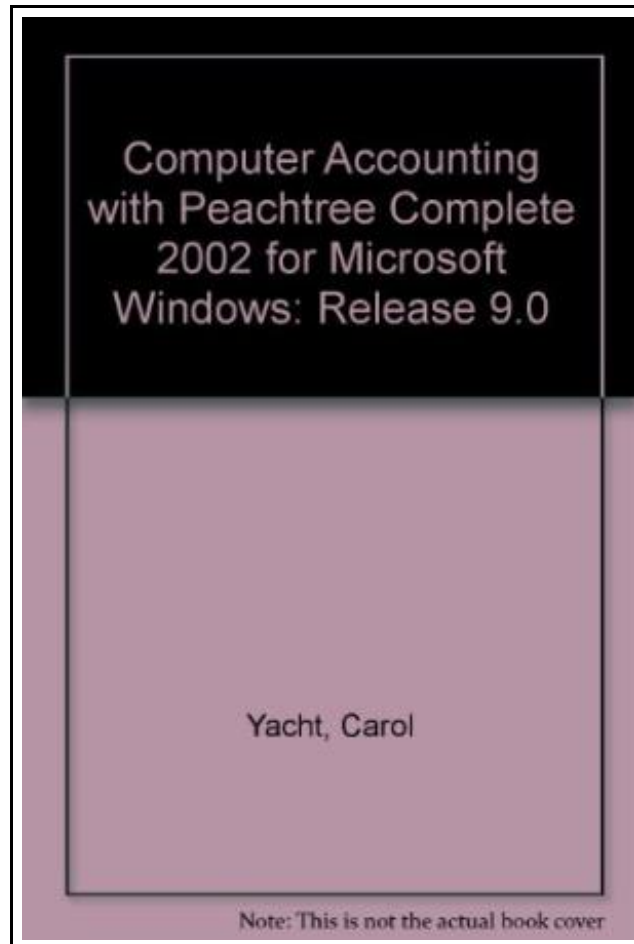 Computer Accounting
with Peachtree Complete
2002 for Microsoft
Windows: Release 9.0
Yacht, Carol
Note: This is not the actual book cover